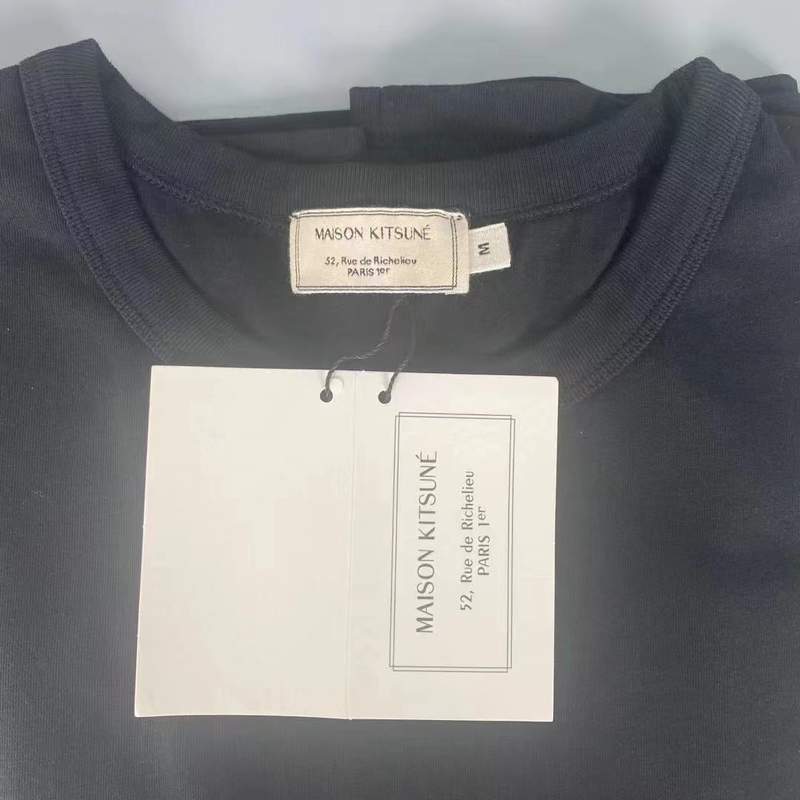 MAISON KITSUNÉ
52, Rue de Richelieu
PARIS 1er
M
MAISON KITSUNÉ
52, Rue de Richelieu
PARIS 1er